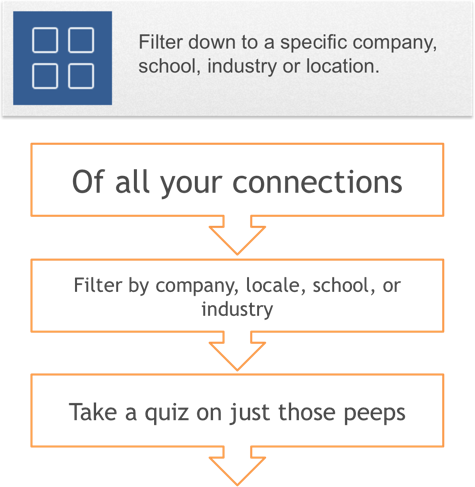 Filter down to a specific company,
school, industry or location.
Of all your connections
Filter by company, locale, school, or
industry
Take a quiz on just those peeps